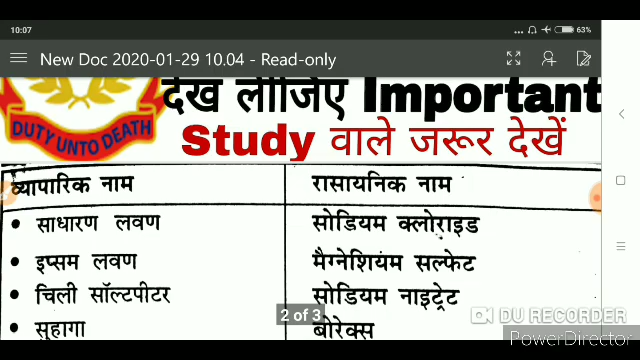 10:07
... 63%
New Doc 2020-01-29 10.04 - Read-only
DUTY UNTO DEATH
देख लीजिए Important
Study वाले जरूर देखें
व्यापारिक नाम रासायनिक नाम
• साधारण लवण सोडियम क्लोराइड
• इप्सम लवण मैग्नेशियम सल्फेट
• चिली सॉल्टपीटर सोडियम नाइट्रेट
2 of 3
DU RECORDER
• सुहागा बोरेक्स
PowerDirector